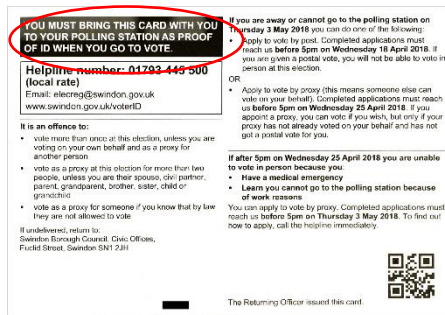 YOU MUST BRING THIS CARD WITH YOU
TO YOUR POLLING STATION AS PROOF
OF ID WHEN YOU GO TO VOTE.
Helpline number: 01793 445 500
(local rate)
Email: elecreg@swindon.gov.uk
www.swindon.gov.uk/voterID
It is an offence to:
• vote more than once at this election, unless you are
voting on your own behalf and as a proxy for
another person
• vote as a proxy at this election for more than two
people, unless you are their spouse, civil partner,
parent, grandparent, brother, sister, child or
grandchild
• vote as a proxy for someone if you know that by law
they are not allowed to vote
If undelivered, return to:
Swindon Borough Council, Civic Offices,
Euclid Street, Swindon SN1 2JH
If you are away or cannot go to the polling station on
Thursday 3 May 2018 you can do one of the following:
• Apply to vote by post. Completed applications must
reach us before 5pm on Wednesday 18 April 2018. If
you are given a postal vote, you will not be able to vote in
person at this election.
OR
• Apply to vote by proxy (this means someone else can
vote on your behalf). Completed applications must reach
us before 5pm on Wednesday 25 April 2018. If you
appoint a proxy, you can vote if you wish, but only if your
proxy has not already voted on your behalf and has not
got a postal vote for you.
If after 5pm on Wednesday 25 April 2018 you are unable
to vote in person because you:
• Have a medical emergency
• Learn you cannot go to the polling station because
of work reasons
You can apply to vote by proxy. Completed applications must
reach us before 5pm on Thursday 3 May 2018. To find out
how to apply, call the helpline immediately.
The Returning Officer issued this card.